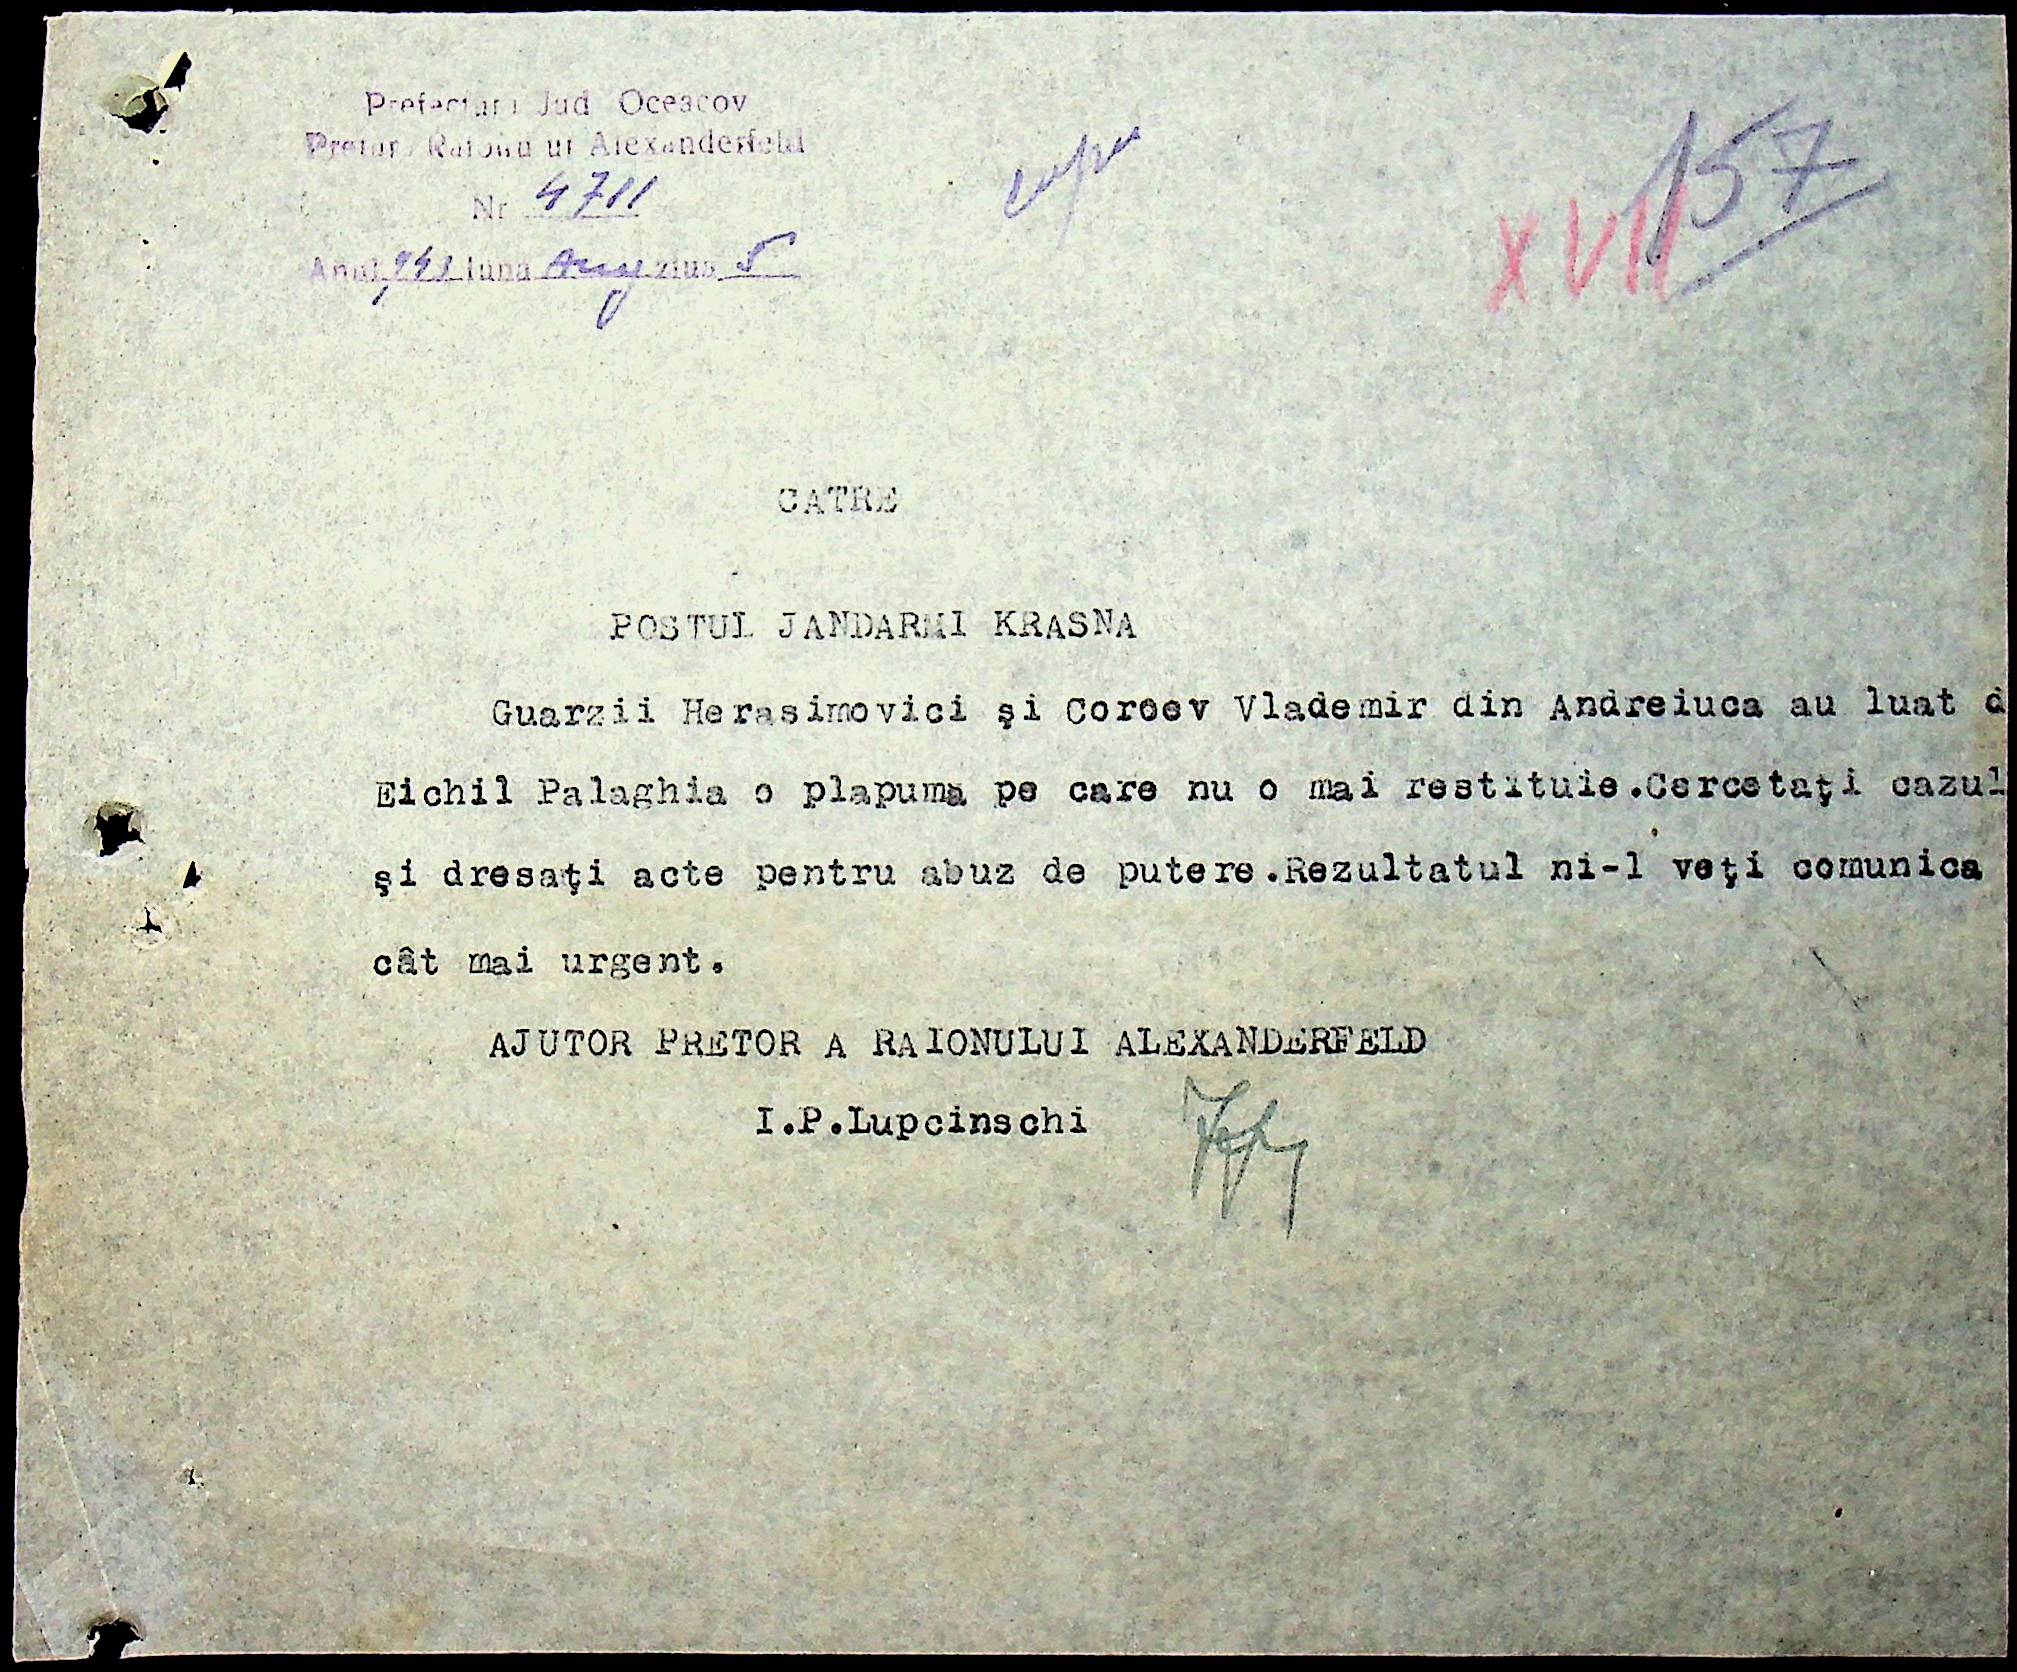 Prefectura Jud Oceacov
Pretura Raionului Alexanderfeld
157
Nr 4711
XVII
Anul luna Aug ziua 5
CATRE
POSTUL JANDARMI KRASNA
Guarzii Herasimovici şi Coroev Vlademir din Andreiuca au luat d
Eichil Palaghia o plapuma pe care nu o mai restituie.Cercetaţi cazul
şi dresaţi acte pentru abuz de putere.Rezultatul ni-l veţi comunica
cât mai urgent.
AJUTOR PRETOR A RAIONULUI ALEXANDERFELD
I.P.Lupcinschi